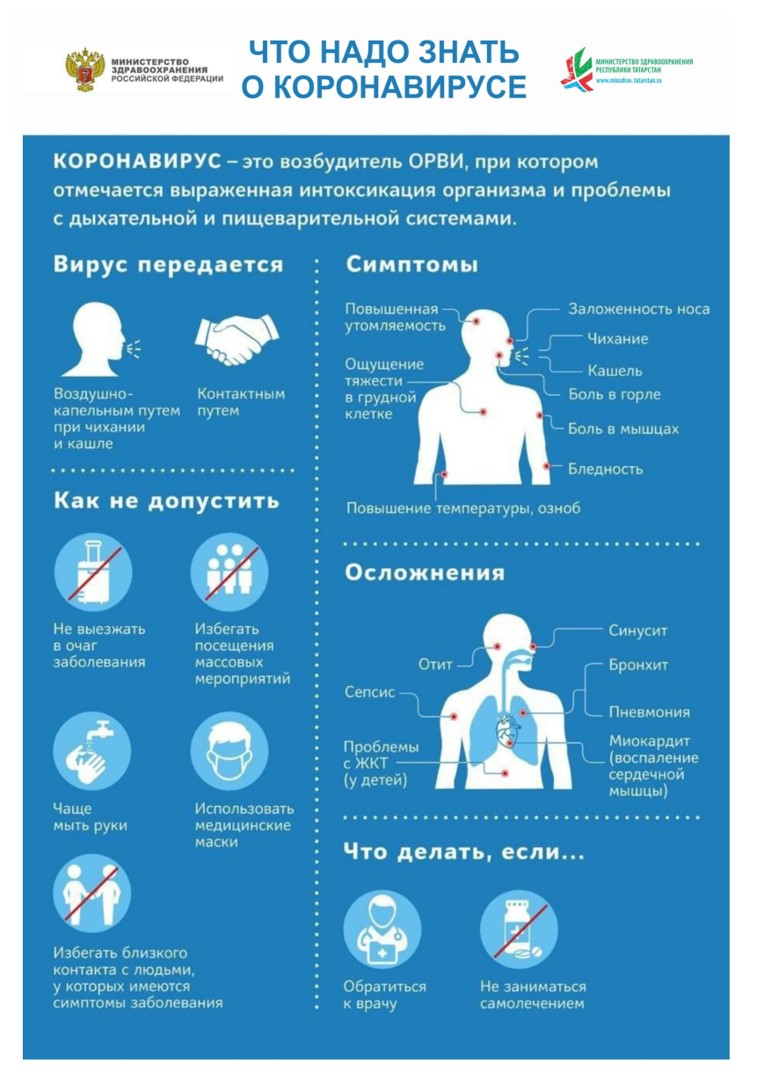 МИНИСТЕРСТВО
ЗДРАВООХРАНЕНИЯ
РОССИЙСКОЙ ФЕДЕРАЦИИ
ЧТО НАДО ЗНАТЬ
О КОРОНАВИРУСЕ
МИНИСТЕРСТВО ЗДРАВООХРАНЕНИЯ
РЕСПУБЛИКИ ТАТАРСТАН
www.minzdrav.tatarstan.ru
КОРОНАВИРУС – это возбудитель ОРВИ, при котором
отмечается выраженная интоксикация организма и проблемы
с дыхательной и пищеварительной системами.
Вирус передается
Воздушно-
капельным путем
при чихании
и кашле
Контактным
путем
Как не допустить
Не выезжать
в очаг
заболевания
Избегать
посещения
массовых
мероприятий
Чаще
мыть руки
Использовать
медицинские
маски
Избегать близкого
контакта с людьми,
у которых имеются
симптомы заболевания
Симптомы
Повышенная
утомляемость
Ощущение
тяжести
в грудной
клетке
Заложенность носа
Чихание
Кашель
Боль в горле
Боль в мышцах
Бледность
Повышение температуры, озноб
Осложнения
Отит
Сепсис
Проблемы
с ЖКТ
(у детей)
Синусит
Бронхит
Пневмония
Миокардит
(воспаление
сердечной
мышцы)
Что делать, если...
Обратиться
к врачу
Не заниматься
самолечением